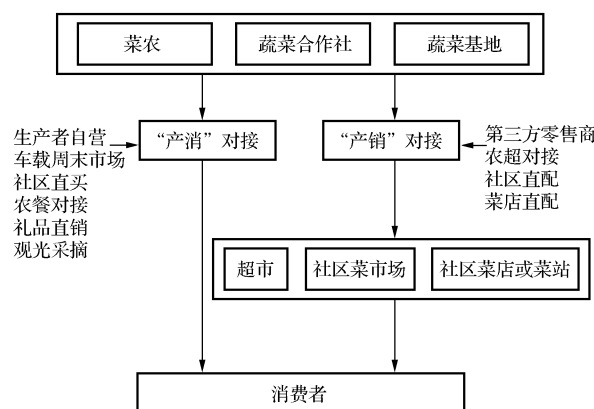 菜农 蔬菜合作社 蔬菜基地
“产消”对接 “产销”对接
生产者自营
车载周末市场
社区直买
农餐对接
礼品直销
观光采摘
第三方零售商
农超对接
社区直配
菜店直配
超市 社区菜市场 社区菜店或菜站
消费者